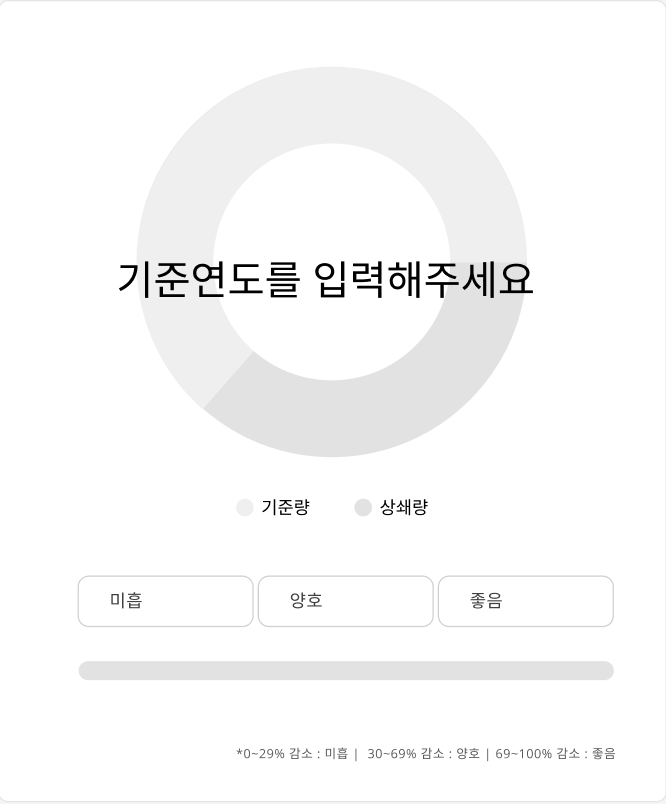 기준연도를 입력해주세요
기준량 상쇄량
미흡 양호 좋음
*0~29% 감소 : 미흡 | 30~69% 감소 : 양호 | 69~100% 감소 : 좋음